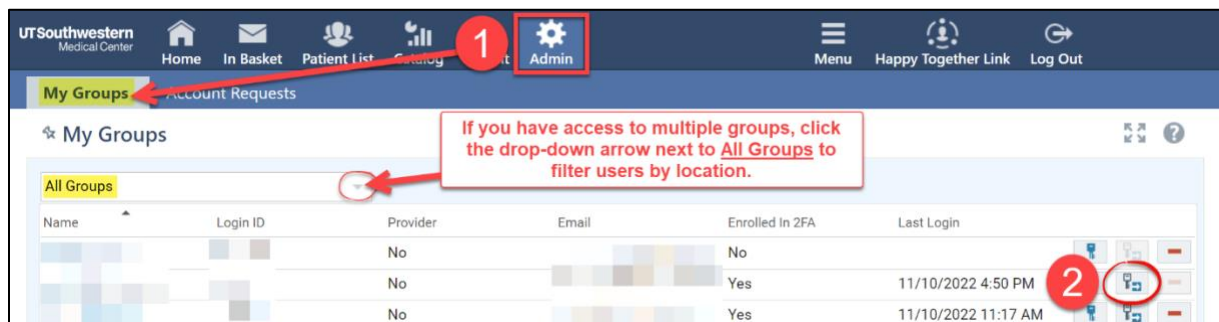 UTSouthwestern
Medical Center
Home In Basket Patient List Catalog Admin
Menu Happy Together Link Log Out
1
My Groups Account Requests
My Groups
If you have access to multiple groups, click
the drop-down arrow next to All Groups to
filter users by location.
All Groups
Name Login ID Provider Email Enrolled In 2FA Last Login
No No
No Yes 11/10/2022 4:50 PM
2
No Yes 11/10/2022 11:17 AM